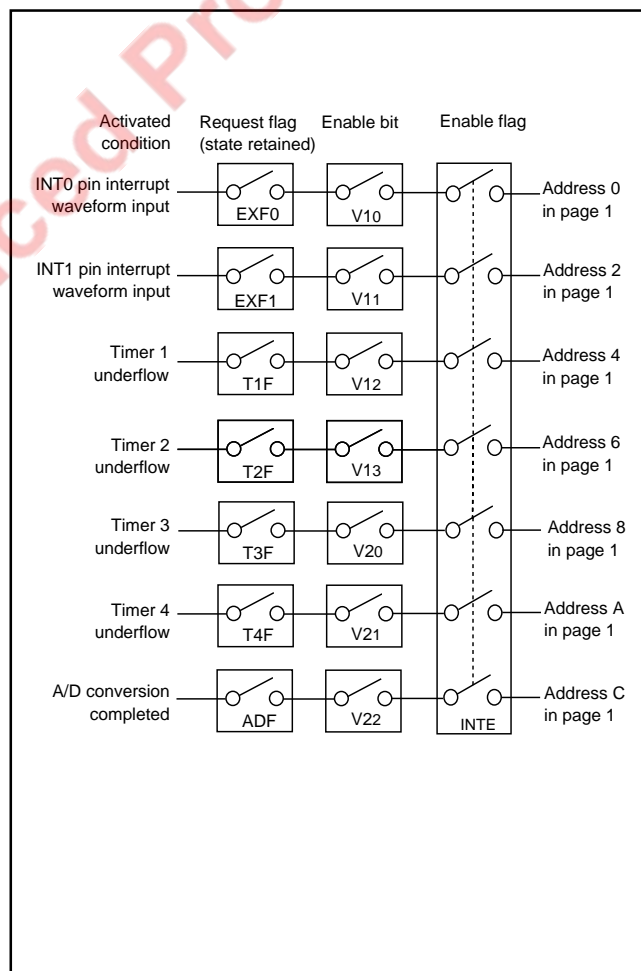 ced Pro
Activated condition
Request flag (state retained)
Enable bit
Enable flag
INT0 pin interrupt waveform input
EXF0
V10
Address 0 in page 1
INT1 pin interrupt waveform input
EXF1
V11
Address 2 in page 1
Timer 1 underflow
T1F
V12
Address 4 in page 1
Timer 2 underflow
T2F
V13
Address 6 in page 1
Timer 3 underflow
T3F
V20
Address 8 in page 1
Timer 4 underflow
T4F
V21
Address A in page 1
A/D conversion completed
ADF
V22
INTE
Address C in page 1